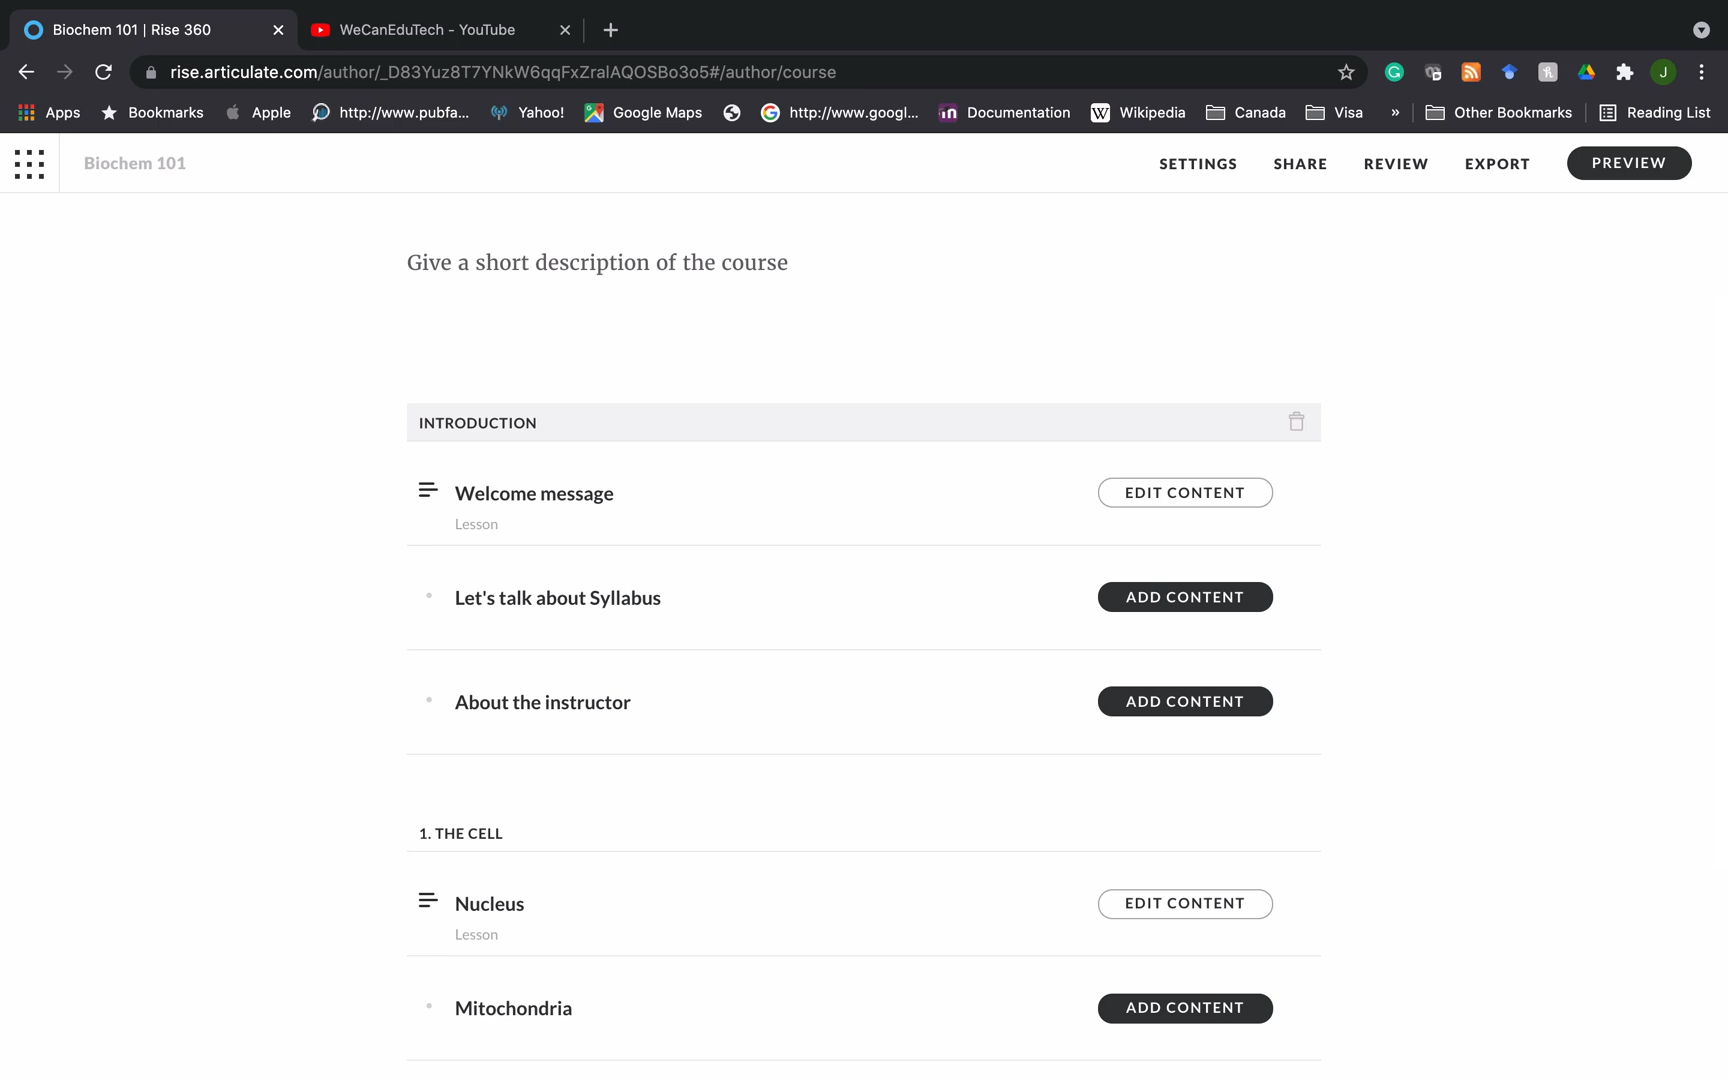 Biochem 101 | Rise 360
WeCanEduTech - YouTube
rise.articulate.com/author/_D83Yuz8T7YNkW6qqFxZralAQOSBo3o5#/author/course
J
Apps
Bookmarks
Apple
http://www.pubfa...
Yahoo!
Google Maps
http://www.googl...
Documentation
Wikipedia
Canada
Visa
»
Other Bookmarks
Reading List
Biochem 101
SETTINGS
SHARE
REVIEW
EXPORT
PREVIEW
Give a short description of the course
INTRODUCTION
Welcome message
EDIT CONTENT
Lesson
Let's talk about Syllabus
ADD CONTENT
About the instructor
ADD CONTENT
1. THE CELL
Nucleus
EDIT CONTENT
Lesson
Mitochondria
ADD CONTENT